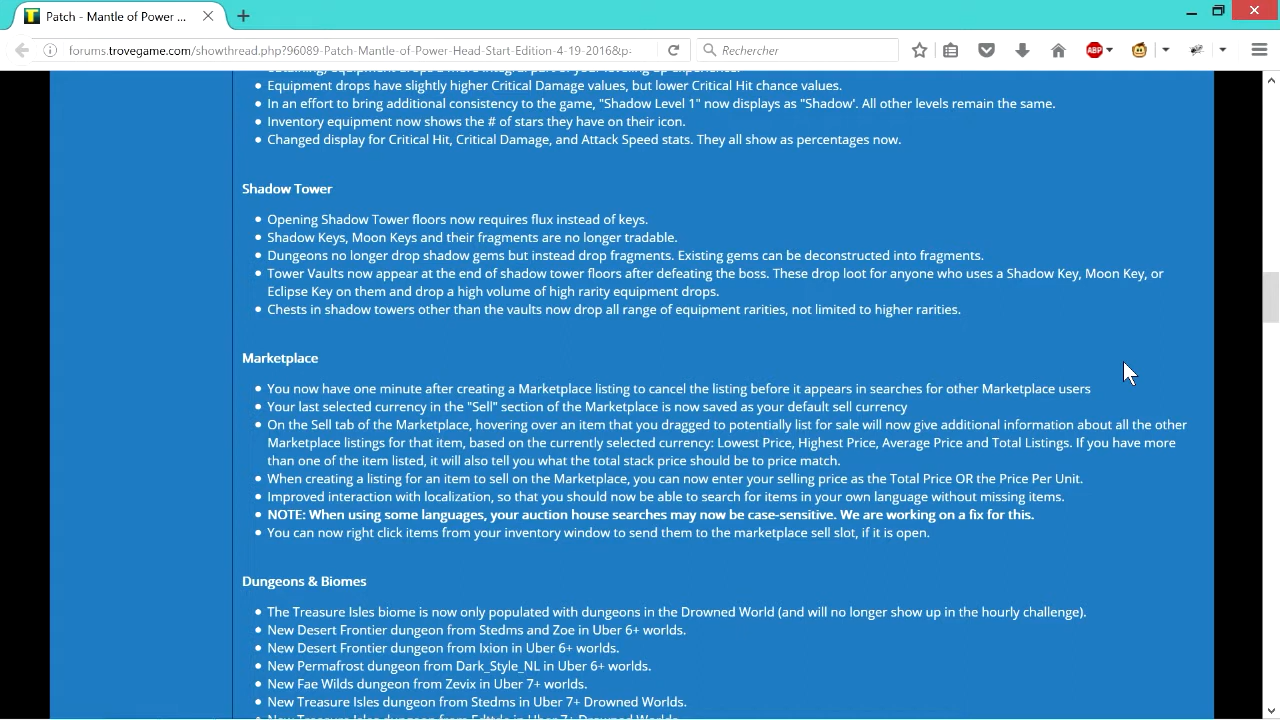 Patch - Mantle of Power ...
forums.trovegame.com/showthread.php?96089-Patch-Mantle-of-Power-Head-Start-Edition-4-19-2016&p=
Rechercher
ABP
Equipment drops have slightly higher Critical Damage values, but lower Critical Hit chance values.
In an effort to bring additional consistency to the game, "Shadow Level 1" now displays as "Shadow'. All other levels remain the same.
Inventory equipment now shows the # of stars they have on their icon.
Changed display for Critical Hit, Critical Damage, and Attack Speed stats. They all show as percentages now.
Shadow Tower
Opening Shadow Tower floors now requires flux instead of keys.
Shadow Keys, Moon Keys and their fragments are no longer tradable.
Dungeons no longer drop shadow gems but instead drop fragments. Existing gems can be deconstructed into fragments.
Tower Vaults now appear at the end of shadow tower floors after defeating the boss. These drop loot for anyone who uses a Shadow Key, Moon Key, or
Eclipse Key on them and drop a high volume of high rarity equipment drops.
Chests in shadow towers other than the vaults now drop all range of equipment rarities, not limited to higher rarities.
Marketplace
You now have one minute after creating a Marketplace listing to cancel the listing before it appears in searches for other Marketplace users
Your last selected currency in the "Sell" section of the Marketplace is now saved as your default sell currency
On the Sell tab of the Marketplace, hovering over an item that you dragged to potentially list for sale will now give additional information about all the other
Marketplace listings for that item, based on the currently selected currency: Lowest Price, Highest Price, Average Price and Total Listings. If you have more
than one of the item listed, it will also tell you what the total stack price should be to price match.
When creating a listing for an item to sell on the Marketplace, you can now enter your selling price as the Total Price OR the Price Per Unit.
Improved interaction with localization, so that you should now be able to search for items in your own language without missing items.
NOTE: When using some languages, your auction house searches may now be case-sensitive. We are working on a fix for this.
You can now right click items from your inventory window to send them to the marketplace sell slot, if it is open.
Dungeons & Biomes
The Treasure Isles biome is now only populated with dungeons in the Drowned World (and will no longer show up in the hourly challenge).
New Desert Frontier dungeon from Stedms and Zoe in Uber 6+ worlds.
New Desert Frontier dungeon from Ixion in Uber 6+ worlds.
New Permafrost dungeon from Dark_Style_NL in Uber 6+ worlds.
New Fae Wilds dungeon from Zevix in Uber 7+ worlds.
New Treasure Isles dungeon from Stedms in Uber 7+ Drowned Worlds.